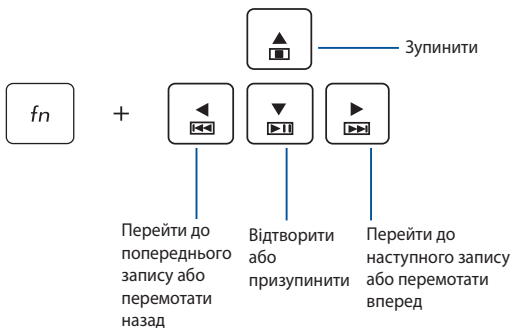 Зупинити
fn
+
Перейти до
попереднього
запису або
перемотати
назад
Відтворити
або
призупинити
Перейти до
наступного запису
або перемотати
вперед